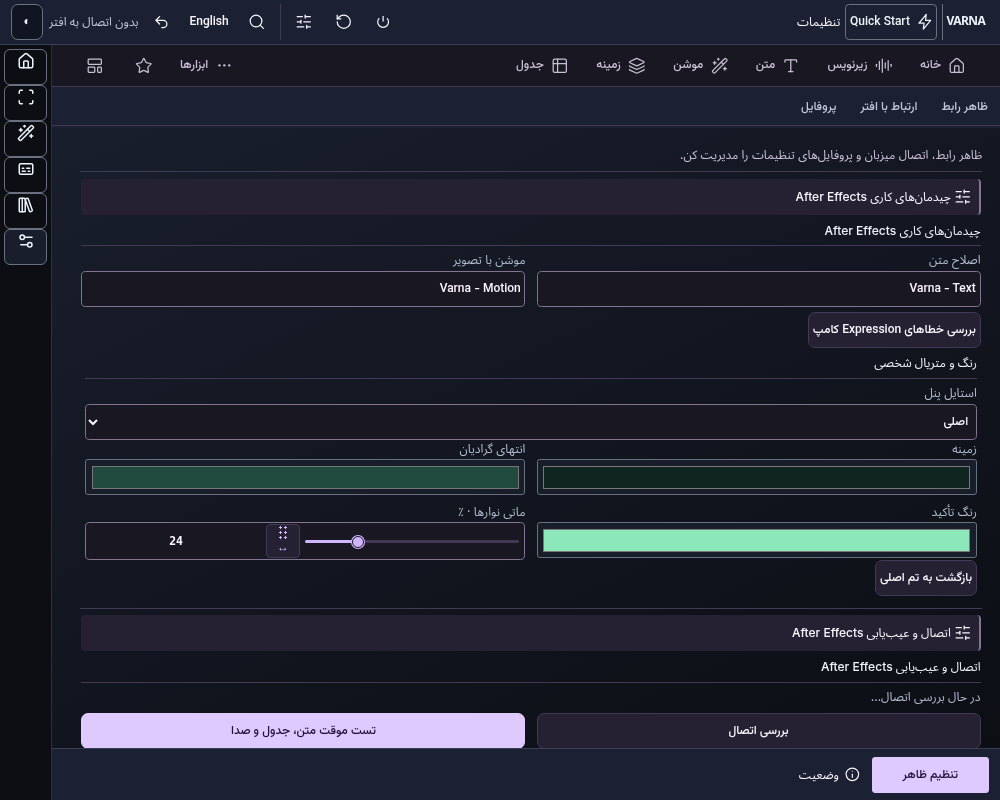 VARNA
Quick Start
تنظیمات
English
بدون اتصال به افتر
خانه
زیرنویس
متن
موشن
زمینه
جدول
ابزارها
ظاهر رابط
ارتباط با افتر
پروفایل
ظاهر رابط، اتصال میزبان و پروفایل‌های تنظیمات را مدیریت کن.
چیدمان‌های کاری After Effects
چیدمان‌های کاری After Effects
اصلاح متن
موشن با تصویر
Varna - Text
Varna - Motion
بررسی خطاهای Expression کامپ
رنگ و متریال شخصی
استایل پنل
اصلی
زمینه
انتهای گرادیان
رنگ تأکید
ماتی نوارها · ٪
24
بازگشت به تم اصلی
اتصال و عیب‌یابی After Effects
اتصال و عیب‌یابی After Effects
در حال بررسی اتصال...
بررسی اتصال
تست موقت متن، جدول و صدا
تنظیم ظاهر
وضعیت